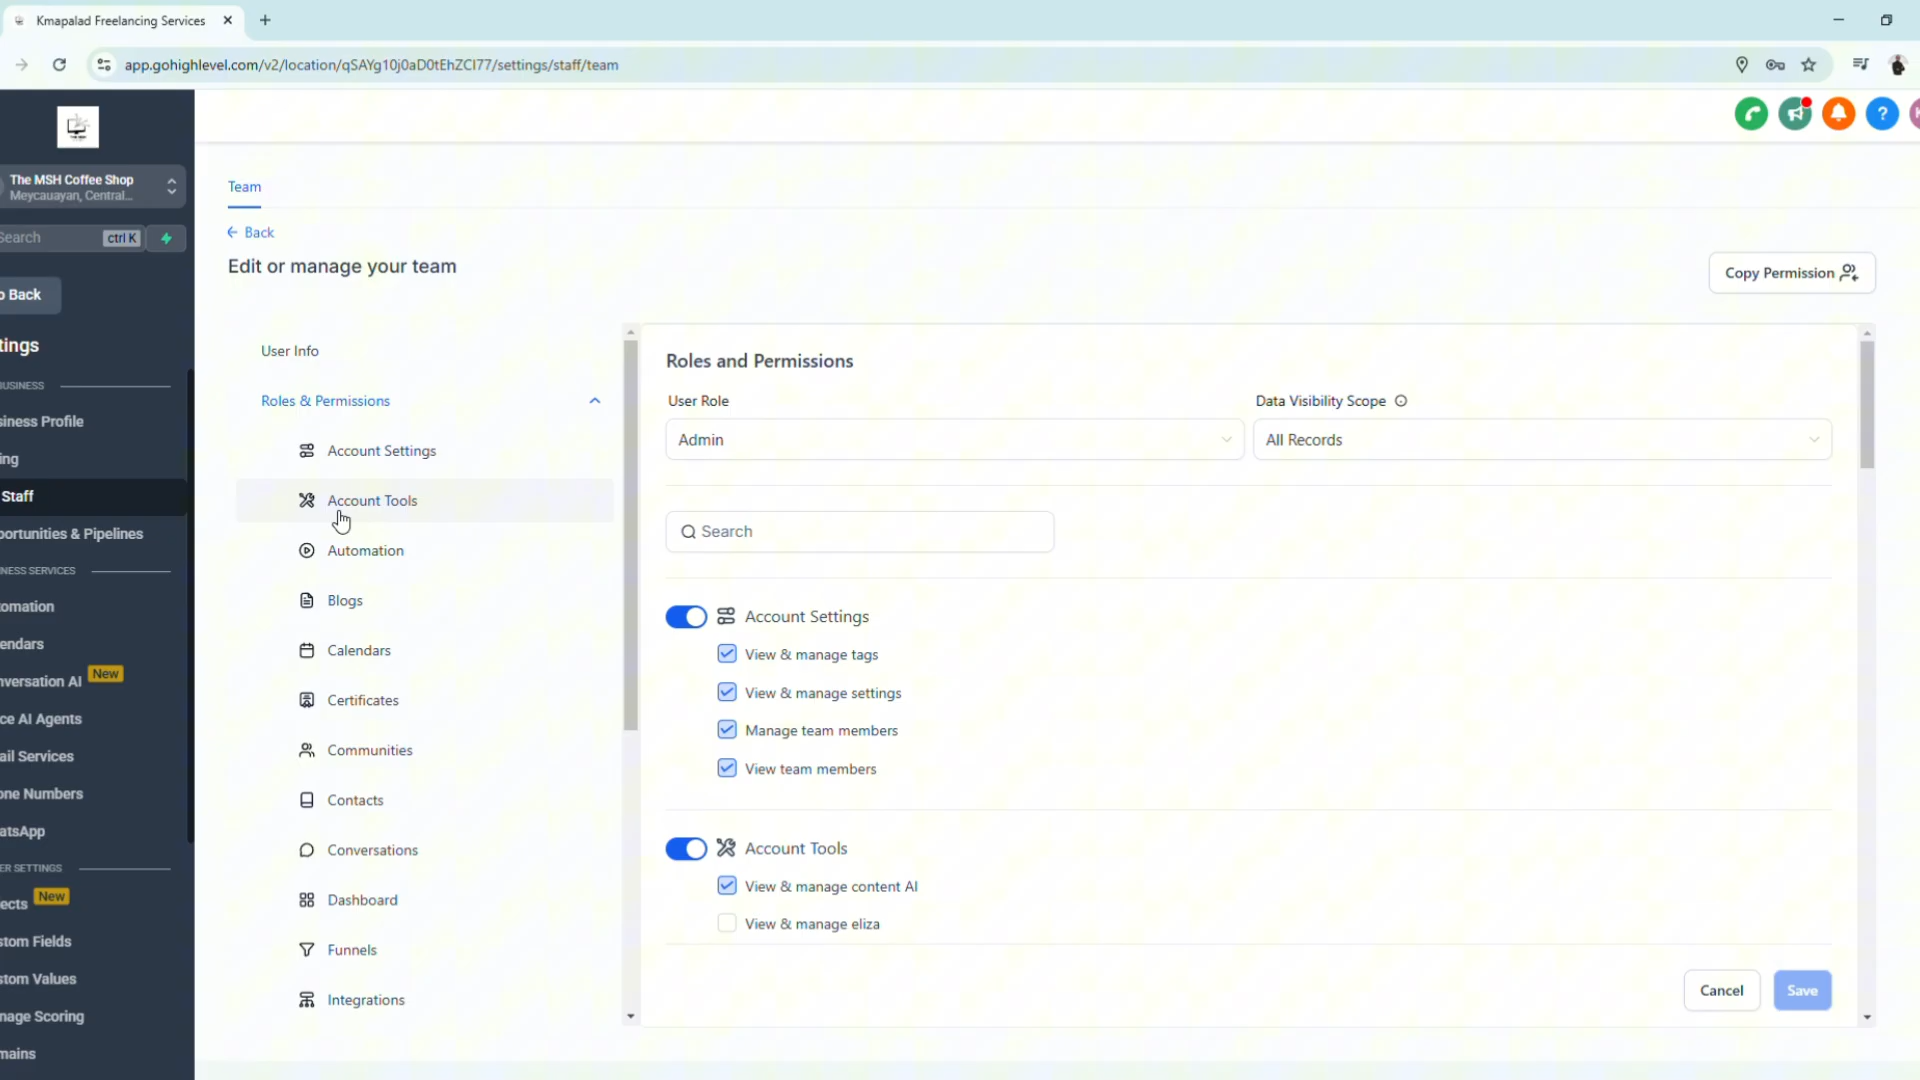 Kmapalad Freelancing Services
app.gohighlevel.com/v2/location/qSAYg10j0aD0tEhZCI77/settings/staff/team
The MSH Coffee Shop
Meycauayan, Central...
Search
ctrl K
o Back
tings
BUSINESS
siness Profile
ing
Staff
portunities & Pipelines
NESS SERVICES
omation
endars
nversation AI New
ce AI Agents
ail Services
one Numbers
atsApp
ER SETTINGS
ects New
stom Fields
stom Values
nage Scoring
mains
Team
← Back
Edit or manage your team
Copy Permission
User Info
Roles & Permissions
Account Settings
Account Tools
Automation
Blogs
Calendars
Certificates
Communities
Contacts
Conversations
Dashboard
Funnels
Integrations
Roles and Permissions
User Role
Admin
Data Visibility Scope
All Records
Search
Account Settings
View & manage tags
View & manage settings
Manage team members
View team members
Account Tools
View & manage content AI
View & manage eliza
Cancel
Save